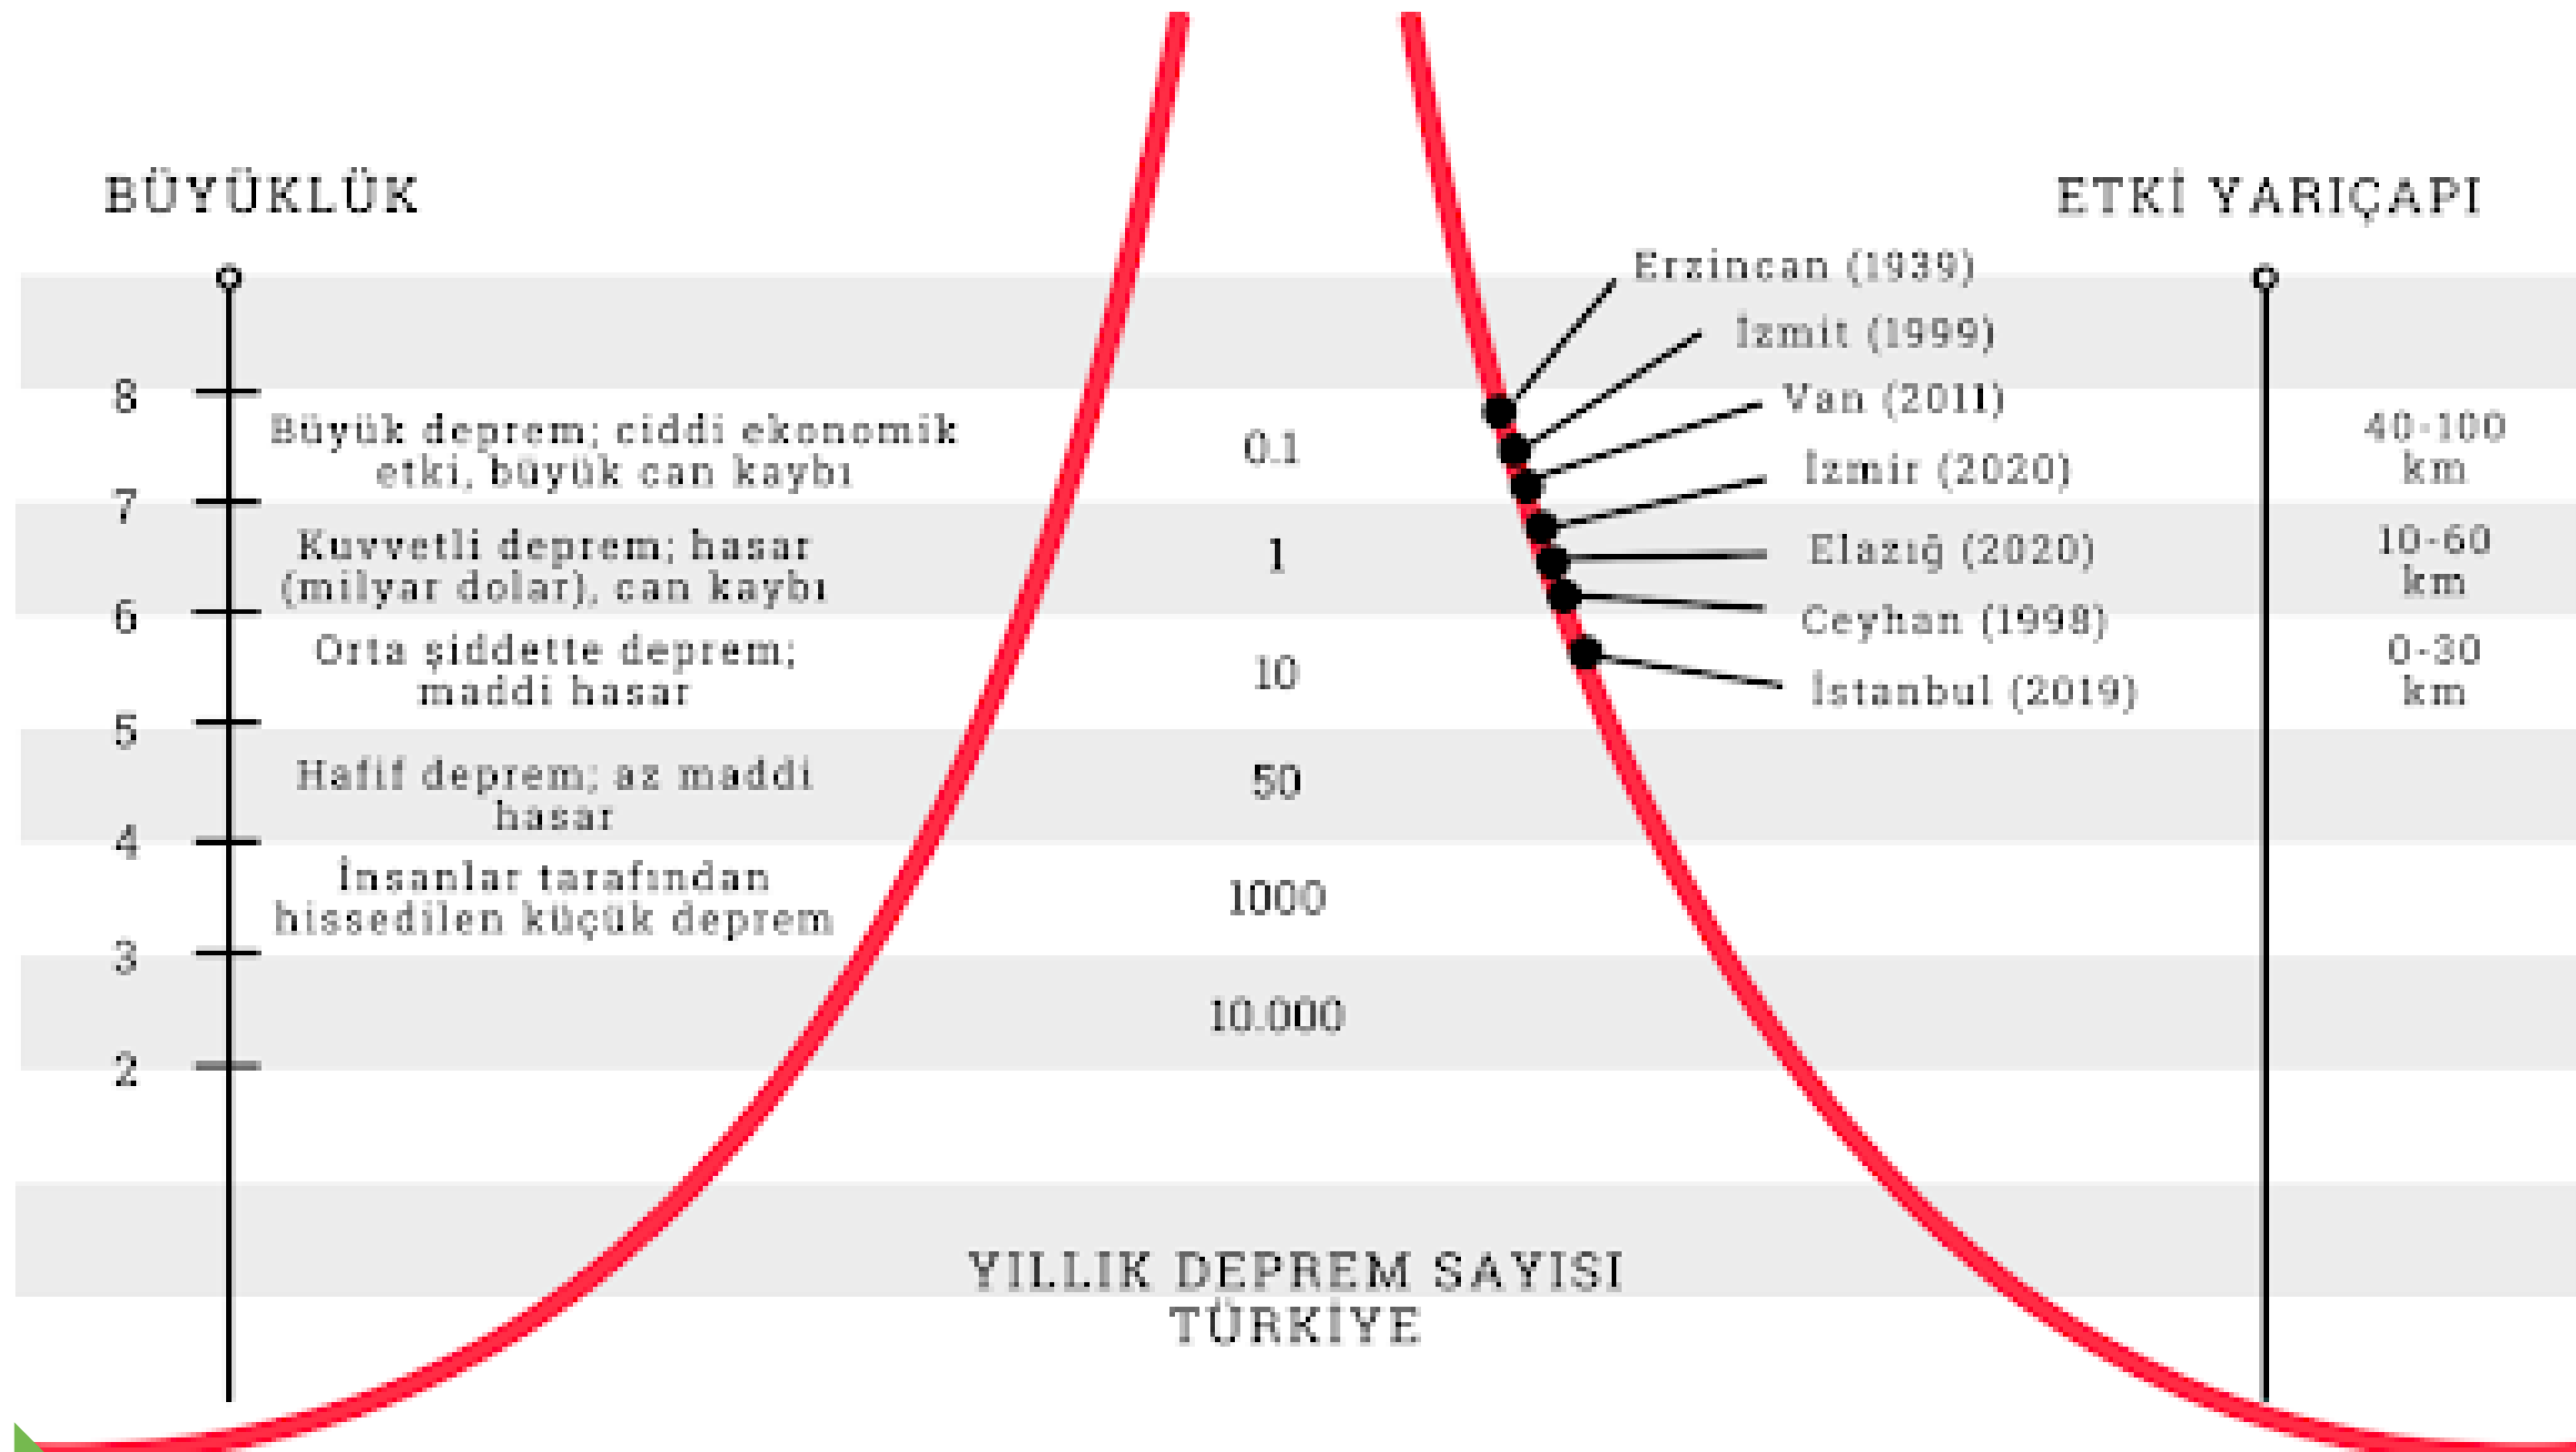 BÜYÜKLÜK
ETKİ YARIÇAPI
Erzincan (1939)
İzmit (1999)
Van (2011)
İzmir (2020)
Elazığ (2020)
Ceyhan (1998)
İstanbul (2019)
8
7
6
5
4
3
2
Büyük deprem; ciddi ekonomik
etki, büyük can kaybı
Kuvvetli deprem; hasar
(milyar dolar), can kaybı
Orta şiddette deprem;
maddi hasar
Hafif deprem; az maddi
hasar
İnsanlar tarafından
hissedilen küçük deprem
0.1
1
10
50
1000
10.000
40-100
km
10-60
km
0-30
km
YILLIK DEPREM SAYISI
TÜRKİYE